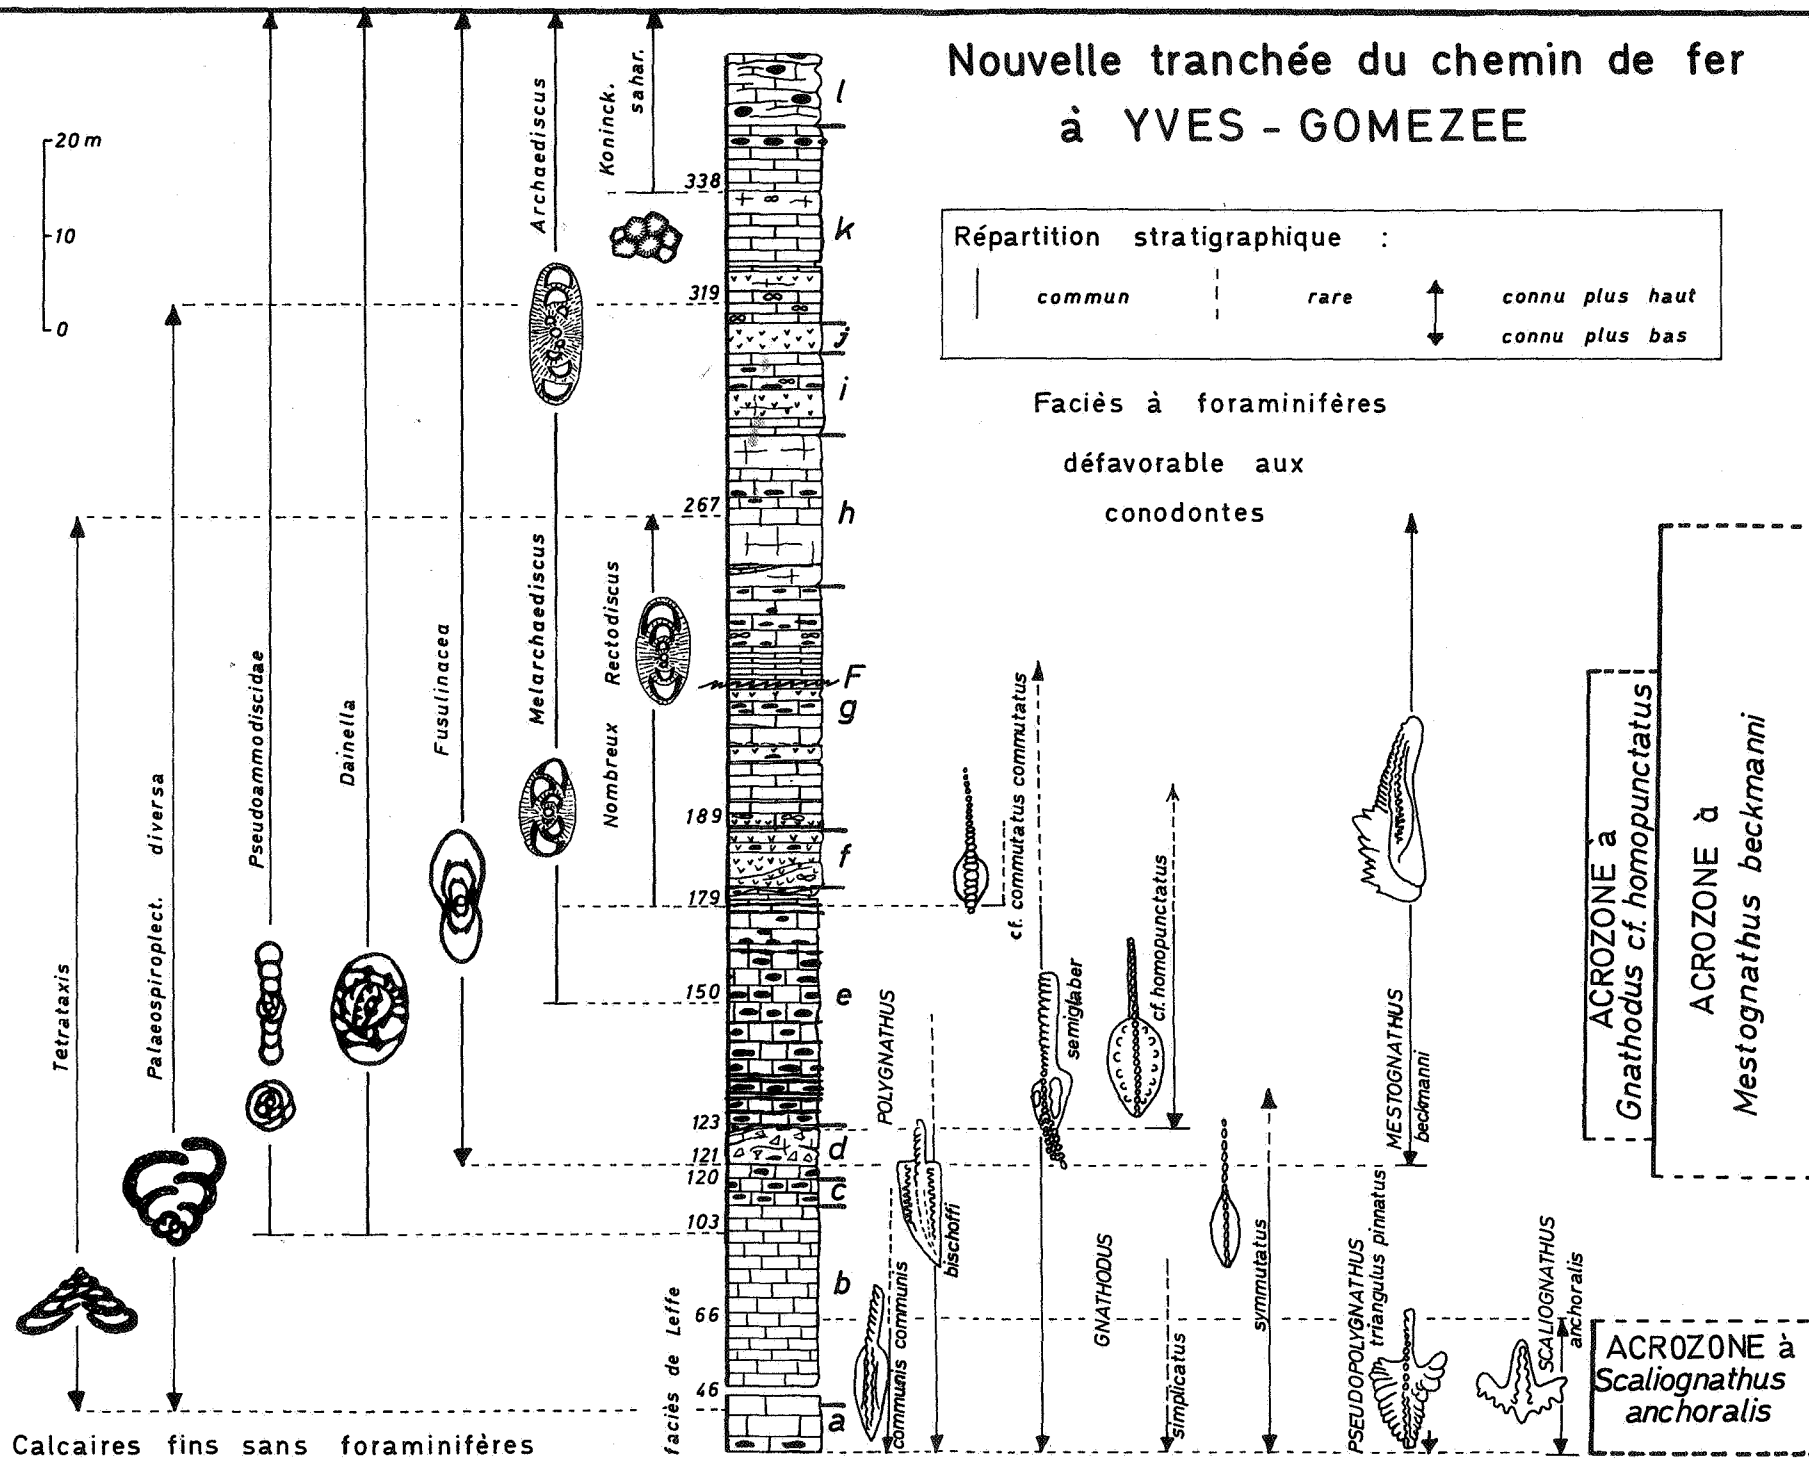 Nouvelle tranchée du chemin de fer
à YVES - GOMEZEE
Répartition stratigraphique :
commun
rare
connu plus haut
connu plus bas
Faciès à foraminifères
défavorable aux
conodontes
20 m
10
0
Tetrataxis
Palaeospiroplect. diversa
Pseudoammodiscidae
Dainella
Fusulinacea
Archaediscus
Melarchaediscus
Koninck.
sahar.
Nombreux Rectodiscus
338
319
267
189
179
150
123
121
120
103
66
46
l
k
j
i
h
F
g
f
e
d
c
b
a
faciès de Leffe
POLYGNATHUS
communis communis
bischoffi
GNATHODUS
cf. commutatus commutatus
semiglaber
cf. homopunctatus
simplicatus
symmutatus
MESTOGNATHUS
beckmanni
PSEUDOPOLYGNATHUS
triangulus pinnatus
SCALIOGNATHUS
anchoralis
ACROZONE à
Gnathodus cf. homopunctatus
ACROZONE à
Mestognathus beckmanni
ACROZONE à
Scaliognathus
anchoralis
Calcaires fins sans foraminifères